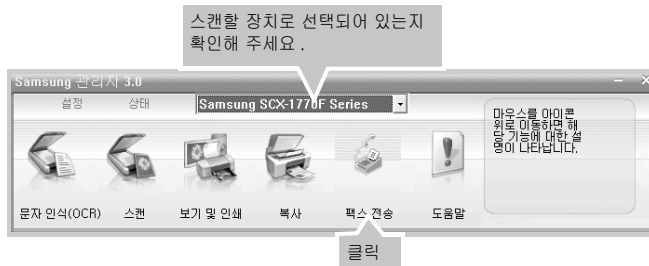 스캔할 장치로 선택되어 있는지
확인해 주세요 .
Samsung 관리자 3.0
설정 상태 Samsung SCX-1770F Series
마우스를 아이콘
위로 이동하면 해
당 기능에 대한 설
명이 나타납니다.
문자 인식(OCR) 스캔 보기 및 인쇄 복사 팩스 전송 도움말
클릭